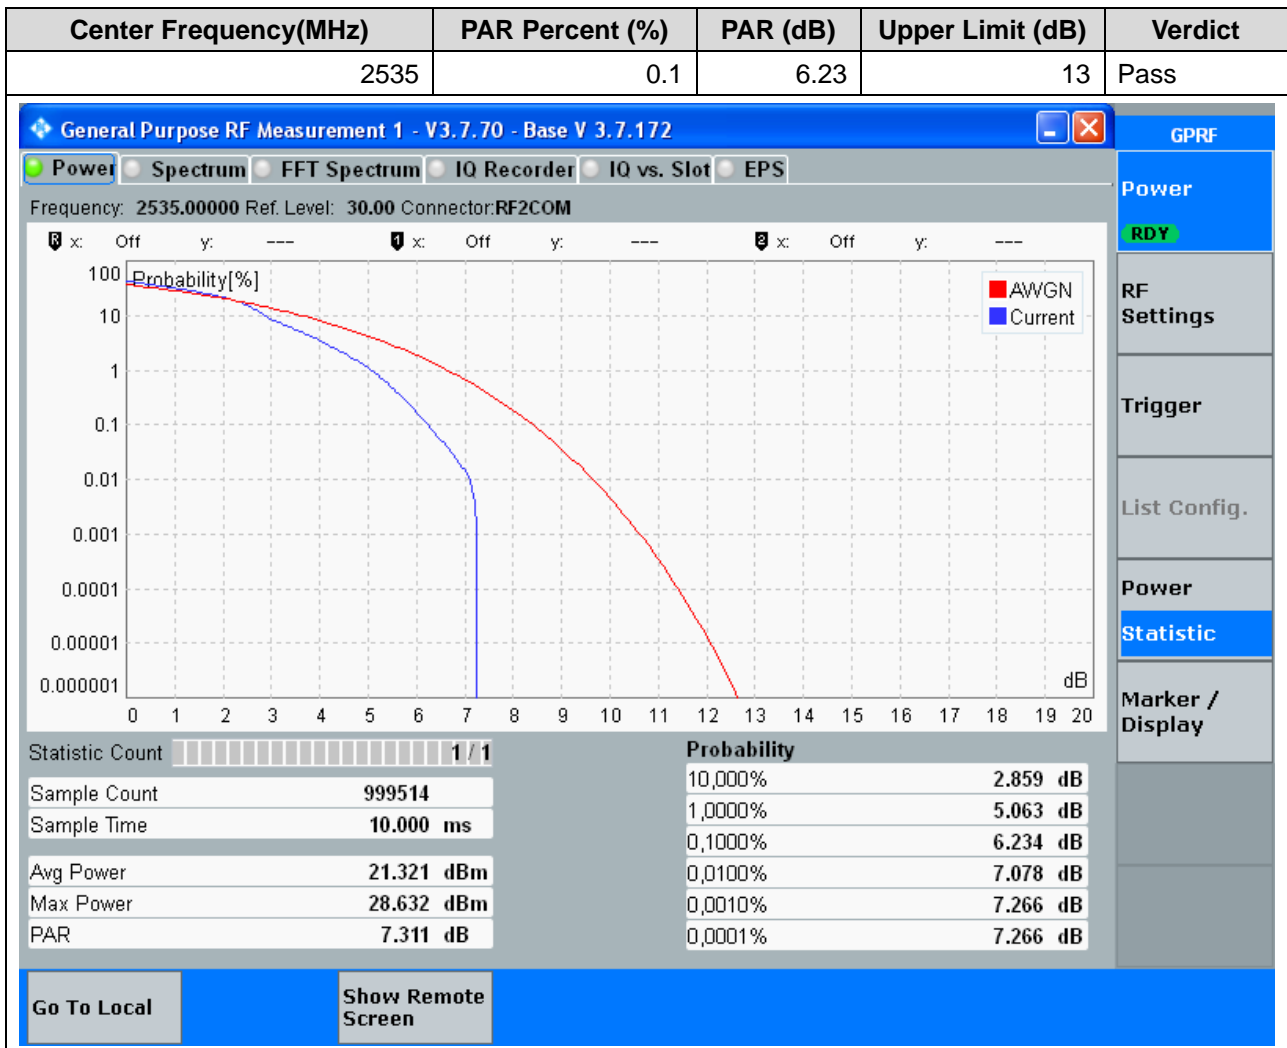 Center Frequency(MHz) PAR Percent (%) PAR (dB) Upper Limit (dB) Verdict
2535 0.1 6.23 13 Pass
General Purpose RF Measurement 1 - V3.7.70 - Base V 3.7.172
GPRF
Power Spectrum FFT Spectrum IQ Recorder IQ vs. Slot EPS
Frequency: 2535.00000 Ref. Level: 30.00 Connector:RF2COM
R x: Off y: --- 1 x: Off y: --- 2 x: Off y: ---
Probability[%]
100
10
1
0.1
0.01
0.001
0.0001
0.00001
0.000001
AWGN
Current
dB
0 1 2 3 4 5 6 7 8 9 10 11 12 13 14 15 16 17 18 19 20
Statistic Count 1 / 1
Sample Count 999514
Sample Time 10.000 ms
Avg Power 21.321 dBm
Max Power 28.632 dBm
PAR 7.311 dB
Probability
10,000% 2.859 dB
1,0000% 5.063 dB
0,1000% 6.234 dB
0,0100% 7.078 dB
0,0010% 7.266 dB
0,0001% 7.266 dB
Power
RDY
RF
Settings
Trigger
List Config.
Power
Statistic
Marker /
Display
Go To Local
Show Remote
Screen